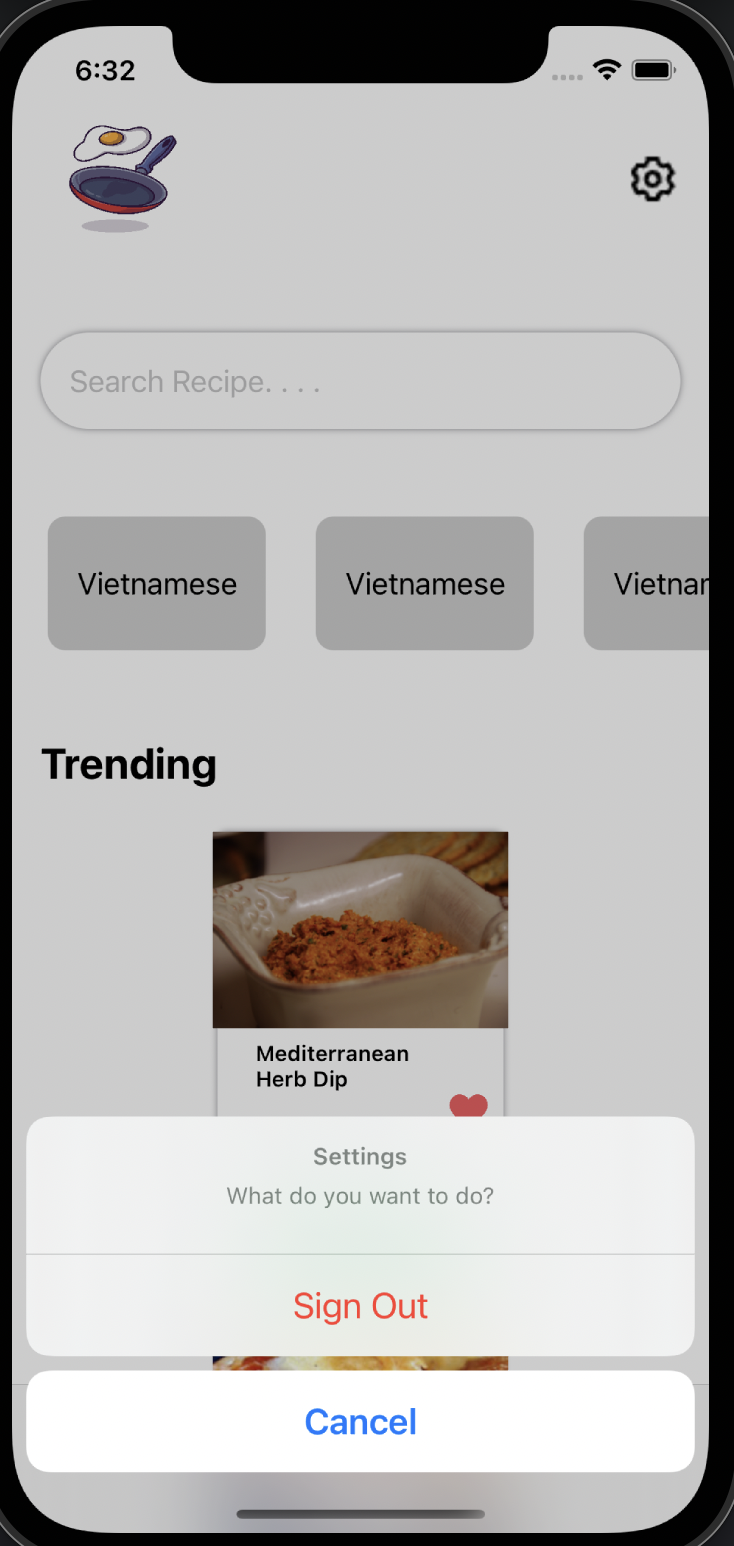 6:32
Search Recipe. . . .
Vietnamese
Vietnamese
Vietnar
Trending
Mediterranean
Herb Dip
Settings
What do you want to do?
Sign Out
Cancel